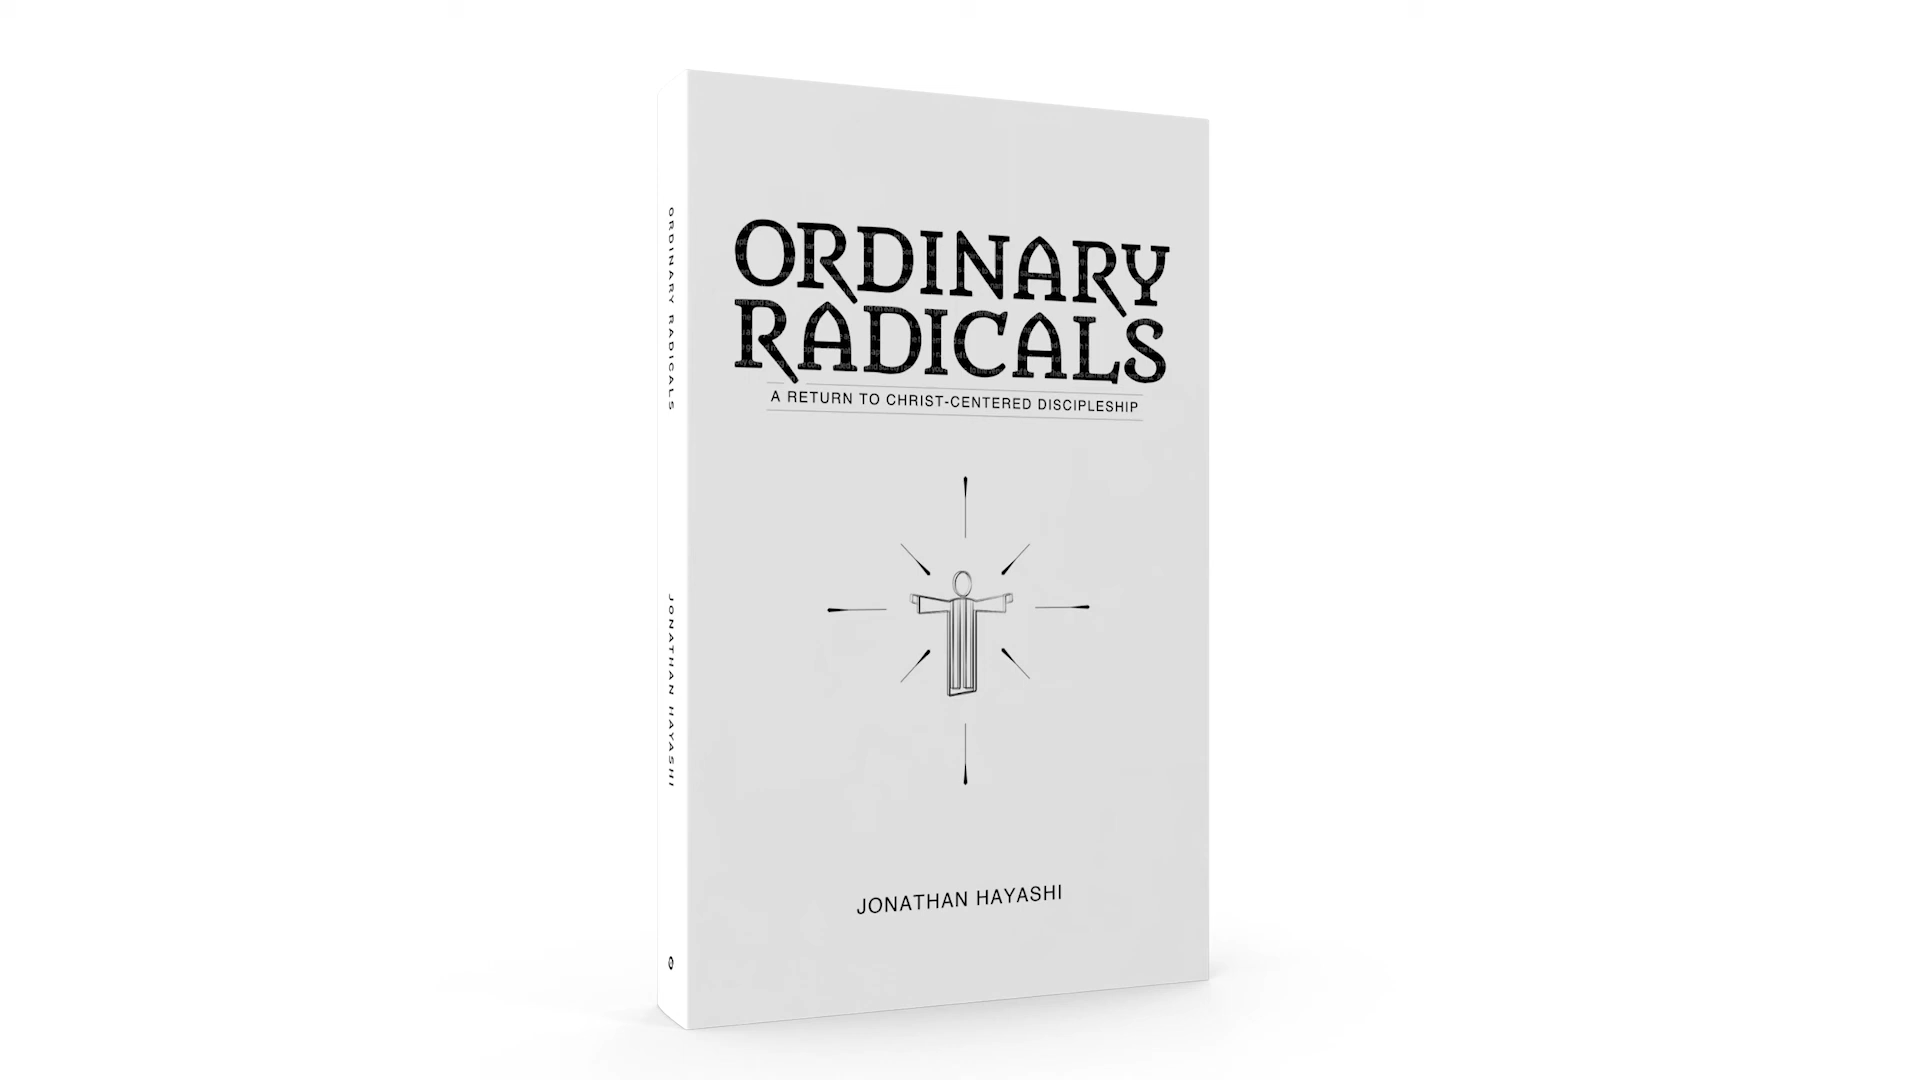 ORDINARY RADICALS
JONATHAN HAYASHI
ORDINARY
RADICALS
A RETURN TO CHRIST-CENTERED DISCIPLESHIP
JONATHAN HAYASHI